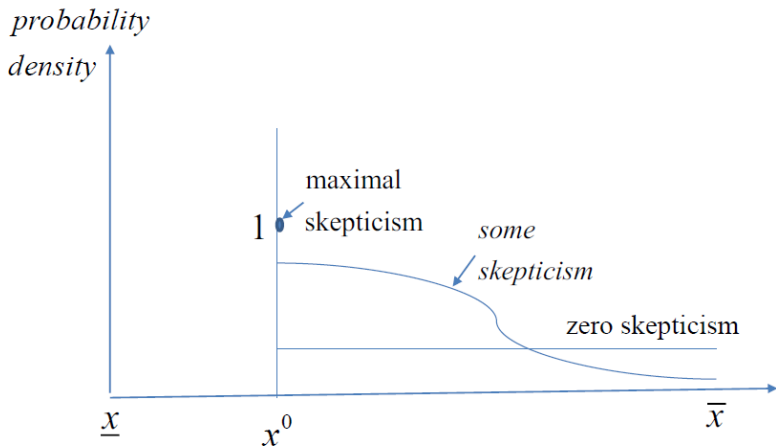 probability
density
maximal
skepticism
1
some
skepticism
zero skepticism
x̲
x⁰
x̅